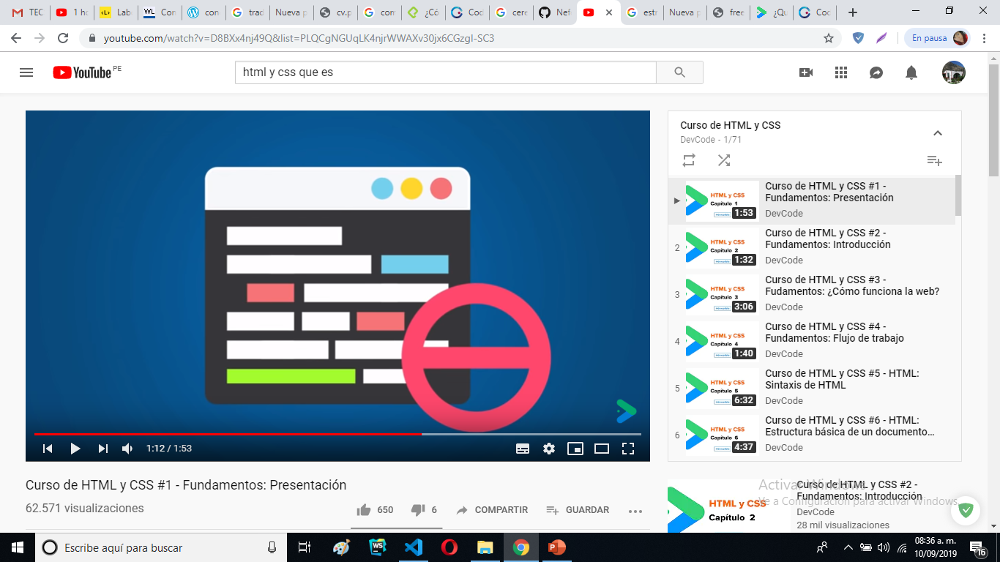 TEC
1 ho
Lab
Con
con
trad
Nueva p
cv.p
com
¿Có
Cod
cere
Nef
estr
Nueva p
free
¿Qu
Coc
youtube.com/watch?v=D8BXx4nj49Q&list=PLQCgNGUqLK4njrWWAXv30jx6CGzgI-SC3
En pausa
YouTube PE
html y css que es
Curso de HTML y CSS
DevCode - 1/71
HTML y CSS
Capítulo 1
1:53
Curso de HTML y CSS #1 -
Fundamentos: Presentación
DevCode
2
HTML y CSS
Capítulo 2
1:32
Curso de HTML y CSS #2 -
Fundamentos: Introducción
DevCode
3
HTML y CSS
Capítulo 3
3:06
Curso de HTML y CSS #3 -
Fudamentos: ¿Cómo funciona la web?
DevCode
4
HTML y CSS
Capítulo 4
1:40
Curso de HTML y CSS #4 -
Fundamentos: Flujo de trabajo
DevCode
5
HTML y CSS
Capítulo 5
6:32
Curso de HTML y CSS #5 - HTML:
Sintaxis de HTML
DevCode
6
HTML y CSS
Capítulo 6
4:37
Curso de HTML y CSS #6 - HTML:
Estructura básica de un documento...
DevCode
1:12 / 1:53
Curso de HTML y CSS #1 - Fundamentos: Presentación
62.571 visualizaciones
650
6
COMPARTIR
GUARDAR
HTML y CSS
Capítulo 2
Curso de HTML y CSS #2 -
Fundamentos: Introducción
DevCode
28 mil visualizaciones
Activar Windows
Ve a Configuración para activar Windows.
Escribe aquí para buscar
08:36 a. m.
10/09/2019
16